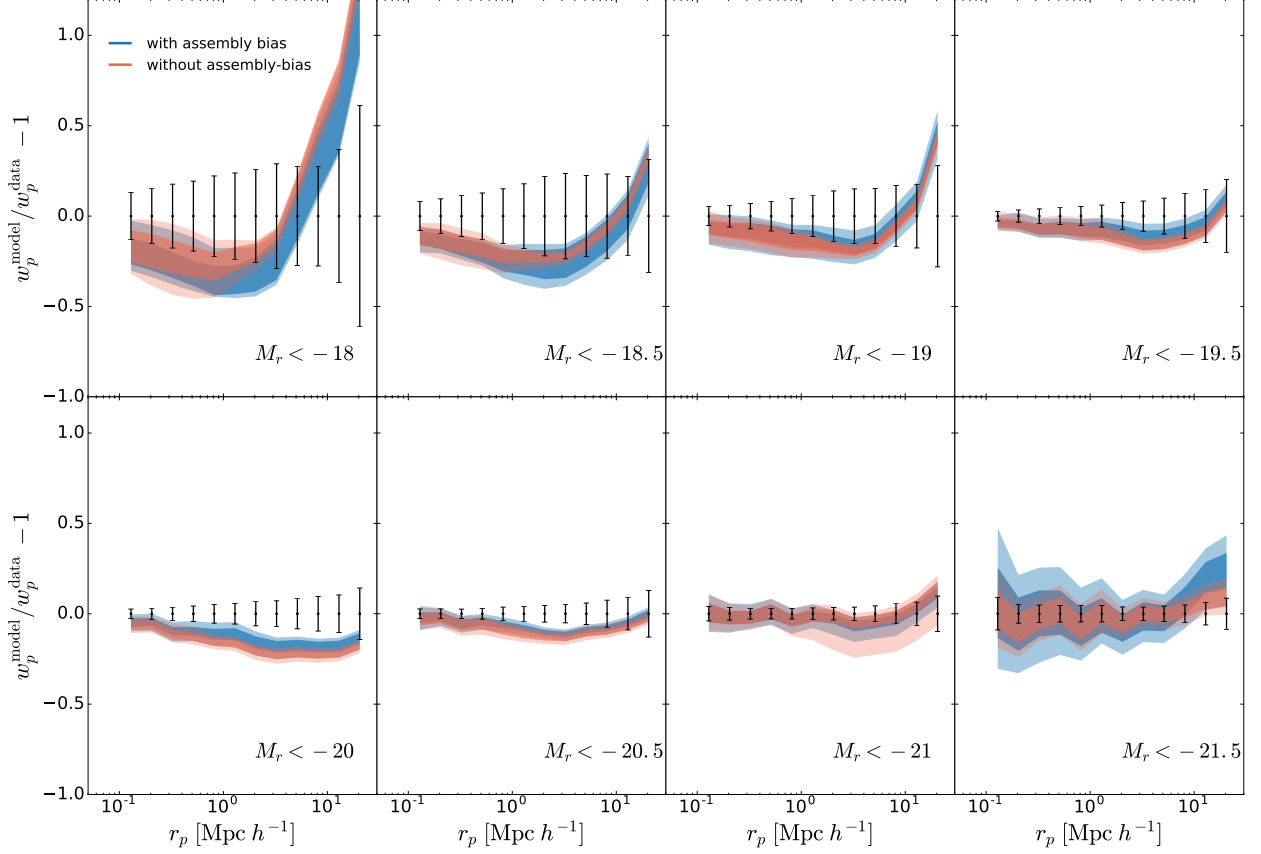 with assembly bias
without assembly-bias
1.0
0.5
0.0
−0.5
−1.0
w_p^model/w_p^data − 1
M_r < −18
M_r < −18.5
M_r < −19
M_r < −19.5
1.0
0.5
0.0
−0.5
−1.0
w_p^model/w_p^data − 1
M_r < −20
M_r < −20.5
M_r < −21
M_r < −21.5
10^-1 10^0 10^1 10^-1 10^0 10^1 10^-1 10^0 10^1 10^-1 10^0 10^1
r_p [Mpc h^−1] r_p [Mpc h^−1] r_p [Mpc h^−1] r_p [Mpc h^−1]